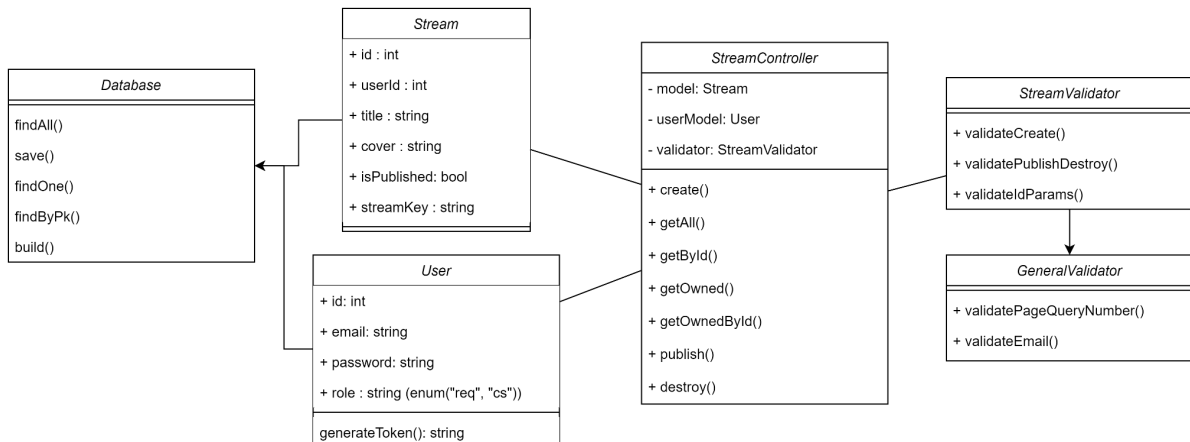 Database
findAll()
save()
findOne()
findByPk()
build()
Stream
+ id : int
+ userId : int
+ title : string
+ cover : string
+ isPublished: bool
+ streamKey : string
User
+ id: int
+ email: string
+ password: string
+ role : string (enum("req", "cs"))
generateToken(): string
StreamController
- model: Stream
- userModel: User
- validator: StreamValidator
+ create()
+ getAll()
+ getById()
+ getOwned()
+ getOwnedById()
+ publish()
+ destroy()
StreamValidator
+ validateCreate()
+ validatePublishDestroy()
+ validateIdParams()
GeneralValidator
+ validatePageQueryNumber()
+ validateEmail()